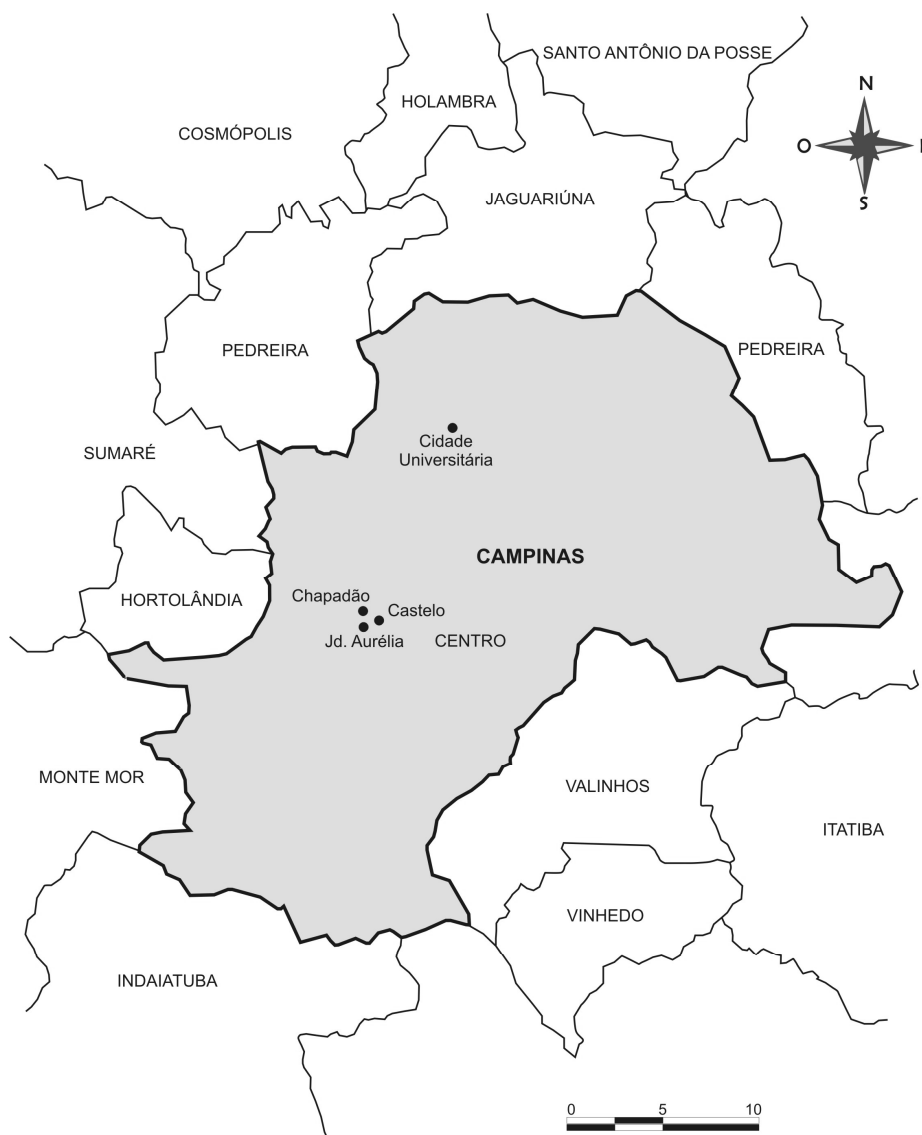 SANTO ANTÔNIO DA POSSE
N
HOLAMBRA
COSMÓPOLIS
O
S
JAGUARIÚNA
PEDREIRA
PEDREIRA
Cidade
Universitária
SUMARÉ
CAMPINAS
Chapadão
HORTOLÂNDIA
Castelo
Jd. Aurélia
CENTRO
MONTE MOR
VALINHOS
ITATIBA
VINHEDO
INDAIATUBA
0 5 10